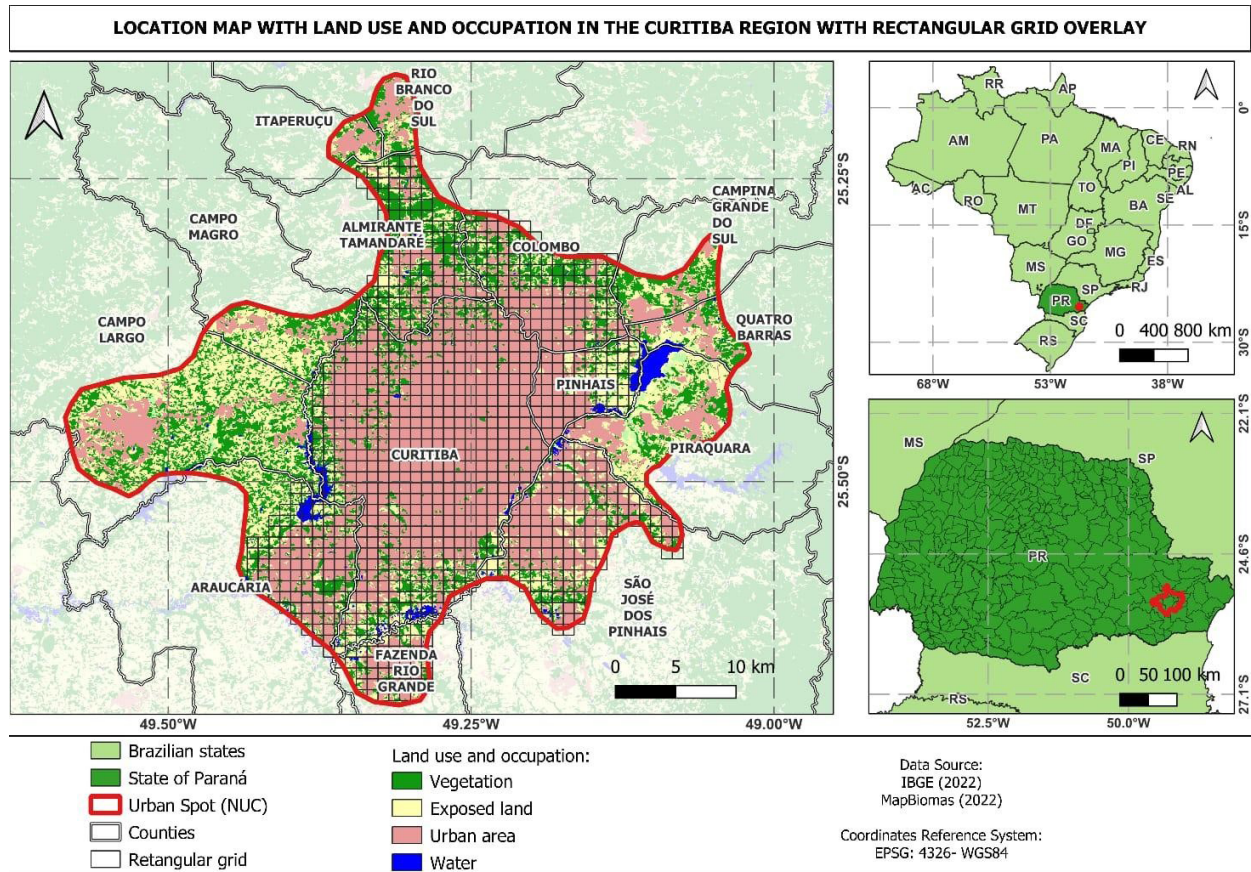 LOCATION MAP WITH LAND USE AND OCCUPATION IN THE CURITIBA REGION WITH RECTANGULAR GRID OVERLAY
RIO
BRANCO
DO
SUL
ITAPERUÇU
CAMPINA
GRANDE
DO
SUL
CAMPO
MAGRO
ALMIRANTE
TAMANDARÉ
COLOMBO
CAMPO
LARGO
QUATRO
BARRAS
PINHAIS
CURITIBA
PIRAQUARA
ARAUCÁRIA
SÃO
JOSÉ
DOS
PINHAIS
FAZENDA
RIO
GRANDE
0 5 10 km
25.25°S
25.50°S
49.50°W 49.25°W 49.00°W
RR AP
AM PA MA CE RN
PI PE
AC TO AL
RO MT BA SE
DF
GO
MS MG ES
SP RJ
PR
SC
RS
0 400 800 km
0°
15°S
30°S
68°W 53°W 38°W
MS SP
PR
SC
RS
0 50 100 km
22.1°S
24.6°S
27.1°S
52.5°W 50.0°W
Brazilian states
State of Paraná
Urban Spot (NUC)
Counties
Retangular grid
Land use and occupation:
Vegetation
Exposed land
Urban area
Water
Data Source:
IBGE (2022)
MapBiomas (2022)
Coordinates Reference System:
EPSG: 4326- WGS84